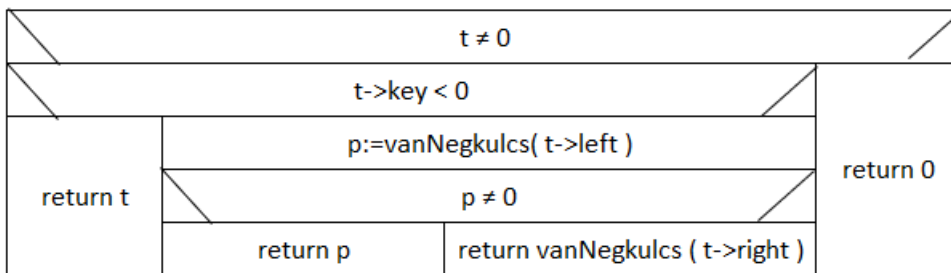 t ≠ 0
t->key < 0
p:=vanNegkulcs( t->left )
return 0
return t
p ≠ 0
return p
return vanNegkulcs ( t->right )